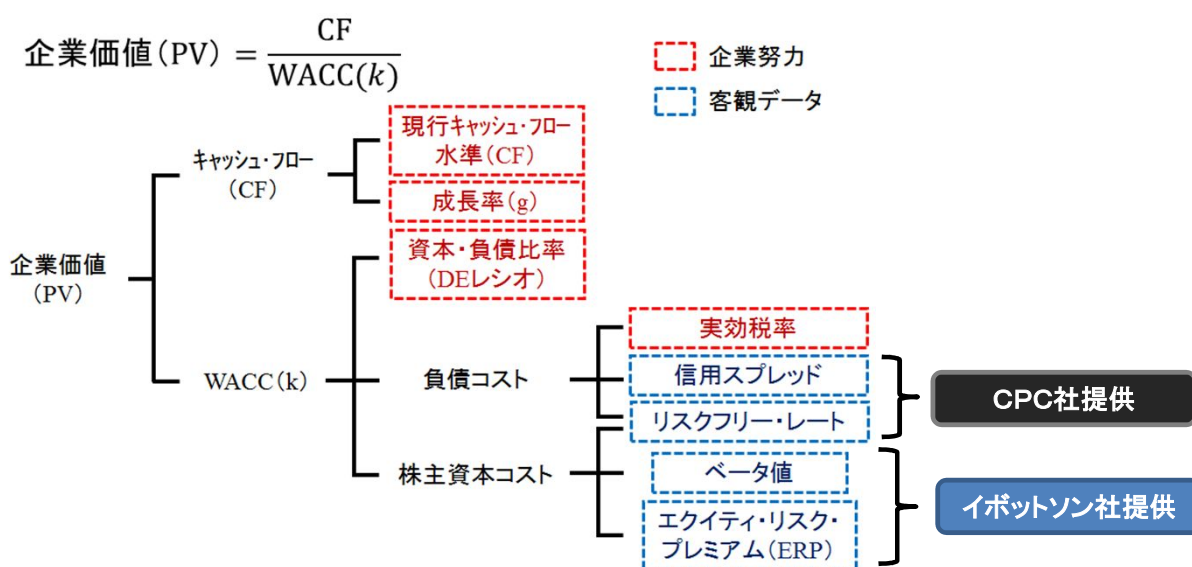 企業価値(PV) = CF / WACC(k)
企業努力
客観データ
現行キャッシュ・フロー
水準(CF)
キャッシュ・フロー
(CF)
成長率(g)
資本・負債比率
(DEレシオ)
企業価値
(PV)
WACC(k)
実効税率
負債コスト
信用スプレッド
リスクフリー・レート
CPC社提供
株主資本コスト
ベータ値
エクイティ・リスク・
プレミアム(ERP)
イボットソン社提供